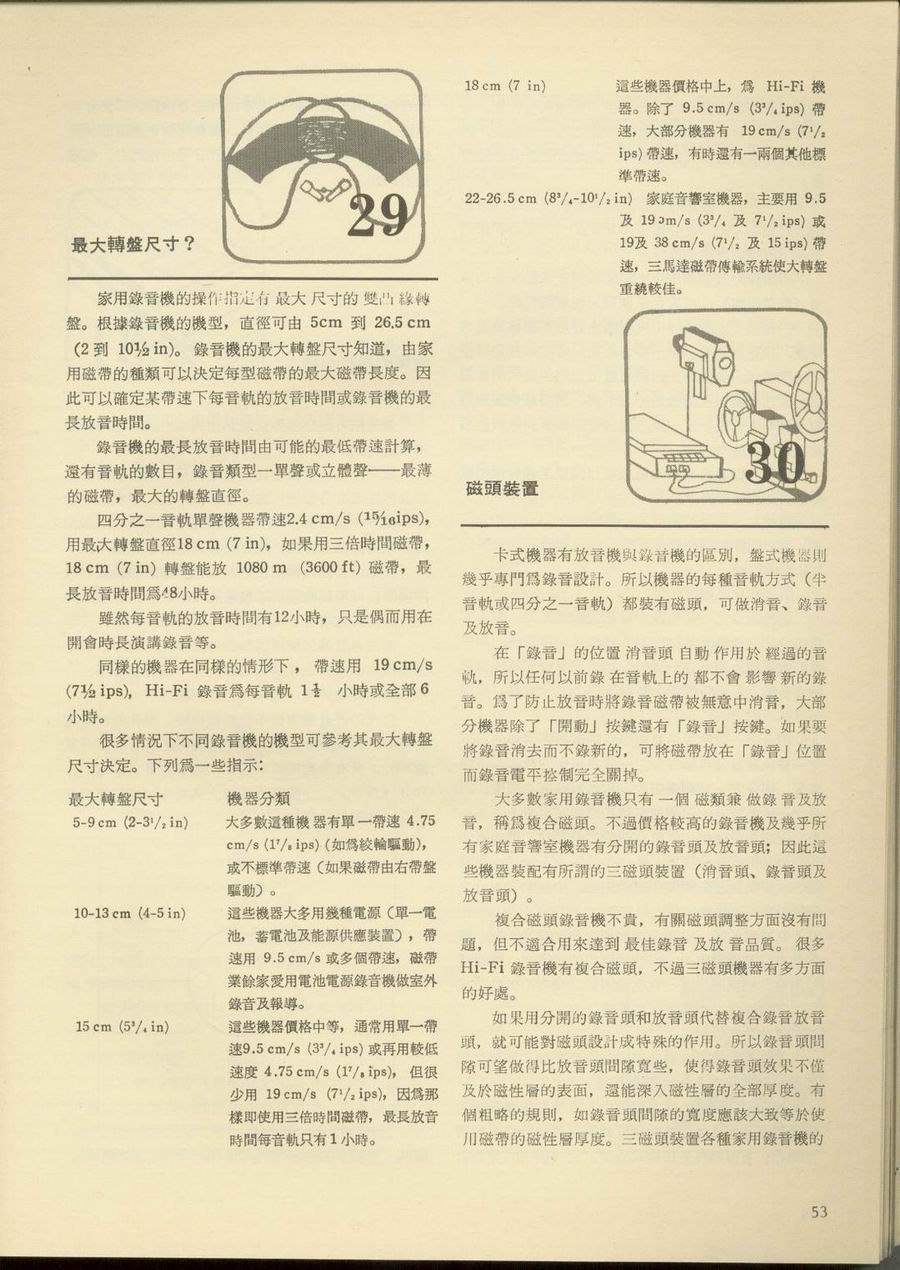 29
最大轉盤尺寸？
家用錄音機的操作指定有最大尺寸的雙凸緣轉
盤。根據錄音機的機型，直徑可由 5cm 到 26.5 cm
（2 到 10½ in）。錄音機的最大轉盤尺寸知道，由家
用磁帶的種類可以決定每型磁帶的最大磁帶長度。因
此可以確定某帶速下每音軌的放音時間或錄音機的最
長放音時間。
錄音機的最長放音時間由可能的最低帶速計算，
還有音軌的數目，錄音類型一單聲或立體聲——最薄
的磁帶，最大的轉盤直徑。
四分之一音軌單聲機器帶速2.4 cm/s (15/16ips)，
用最大轉盤直徑18 cm (7 in)，如果用三倍時間磁帶，
18 cm (7 in) 轉盤能放 1080 m (3600 ft) 磁帶，最
長放音時間爲48小時。
雖然每音軌的放音時間有12小時，只是偶而用在
開會時長演講錄音等。
同樣的機器在同樣的情形下，帶速用 19 cm/s
(7½ ips)，Hi-Fi 錄音爲每音軌 1½ 小時或全部 6
小時。
很多情況下不同錄音機的機型可參考其最大轉盤
尺寸決定。下列爲一些指示：
最大轉盤尺寸 機器分類
5-9 cm (2-3¹/₂ in) 大多數這種機器有單一帶速 4.75
cm/s (1⁷/₈ ips) (如爲絞輪驅動)，
或不標準帶速（如果磁帶由右帶盤
驅動）。
10-13 cm (4-5 in) 這些機器大多用幾種電源（單一電
池，蓄電池及能源供應裝置），帶
速用 9.5 cm/s 或多個帶速，磁帶
業餘家愛用電池電源錄音機做室外
錄音及報導。
15 cm (5³/₄ in) 這些機器價格中等，通常用單一帶
速9.5 cm/s (3³/₄ ips) 或再用較低
速度 4.75 cm/s (1⁷/₈ ips)，但很
少用 19 cm/s (7¹/₂ ips)，因爲那
樣即使用三倍時間磁帶，最長放音
時間每音軌只有 1 小時。
18 cm (7 in) 這些機器價格中上，爲 Hi-Fi 機
器。除了 9.5 cm/s (3³/₄ ips) 帶
速，大部分機器有 19 cm/s (7¹/₂
ips) 帶速，有時還有一兩個其他標
準帶速。
22-26.5 cm (8³/₄-10¹/₂ in) 家庭音響室機器，主要用 9.5
及 19 cm/s (3³/₄ 及 7¹/₂ ips) 或
19及 38 cm/s (7¹/₂ 及 15 ips) 帶
速，三馬達磁帶傳輸系統使大轉盤
重繞較佳。
30
磁頭裝置
卡式機器有放音機與錄音機的區別，盤式機器則
幾乎專門爲錄音設計。所以機器的每種音軌方式（半
音軌或四分之一音軌）都裝有磁頭，可做消音、錄音
及放音。
在「錄音」的位置消音頭自動作用於經過的音
軌，所以任何以前錄在音軌上的都不會影響新的錄
音。爲了防止放音時將錄音磁帶被無意中消音，大部
分機器除了「開動」按鍵還有「錄音」按鍵。如果要
將錄音消去而不錄新的，可將磁帶放在「錄音」位置
而錄音電平控制完全關掉。
大多數家用錄音機只有一個磁類兼做錄音及放
音，稱爲複合磁頭。不過價格較高的錄音機及幾乎所
有家庭音響室機器有分開的錄音頭及放音頭；因此這
些機器裝配有所謂的三磁頭裝置（消音頭、錄音頭及
放音頭）。
複合磁頭錄音機不貴，有關磁頭調整方面沒有問
題，但不適合用來達到最佳錄音及放音品質。很多
Hi-Fi 錄音機有複合磁頭，不過三磁頭機器有多方面
的好處。
如果用分開的錄音頭和放音頭代替複合錄音放音
頭，就可能對磁頭設計成特殊的作用。所以錄音頭間
隙可望做得比放音頭間隙寬些，使得錄音頭效果不僅
及於磁性層的表面，還能深入磁性層的全部厚度。有
個粗略的規則，如錄音頭間隙的寬度應該大致等於使
用磁帶的磁性層厚度。三磁頭裝置各種家用錄音機的
53